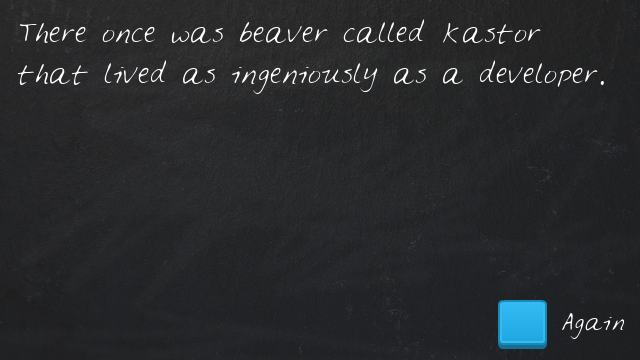 There once was beaver called kastor
that lived as ingeniously as a developer.
Again